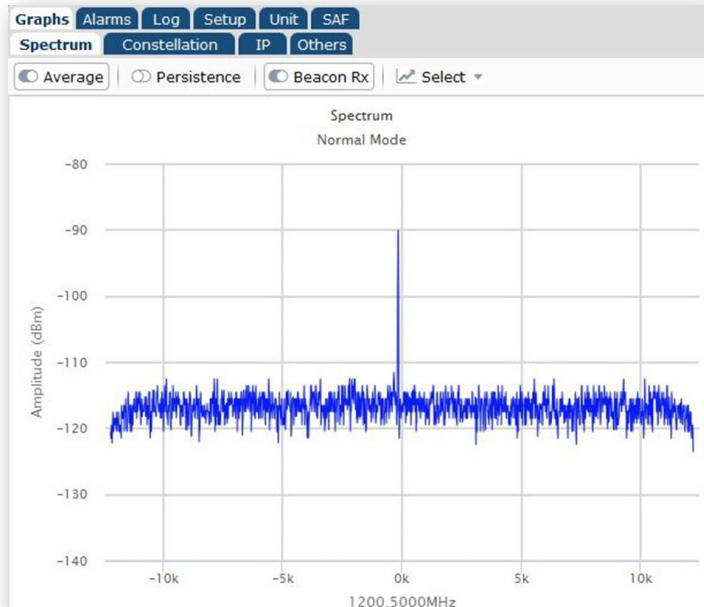 Graphs Alarms Log Setup Unit SAF
Spectrum Constellation IP Others
Average Persistence Beacon Rx Select
Spectrum
Normal Mode
-80
-90
-100
-110
-120
-130
-140
Amplitude (dBm)
-10k -5k 0k 5k 10k
1200.5000MHz